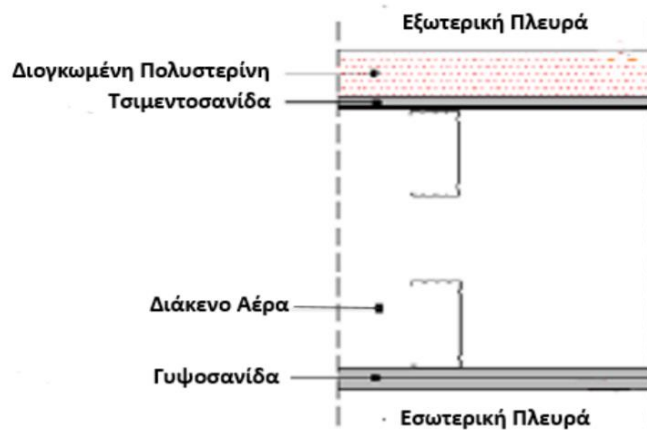 Εξωτερική Πλευρά
Διογκωμένη Πολυστερίνη
Τσιμεντοσανίδα
Διάκενο Αέρα
Γυψοσανίδα
Εσωτερική Πλευρά